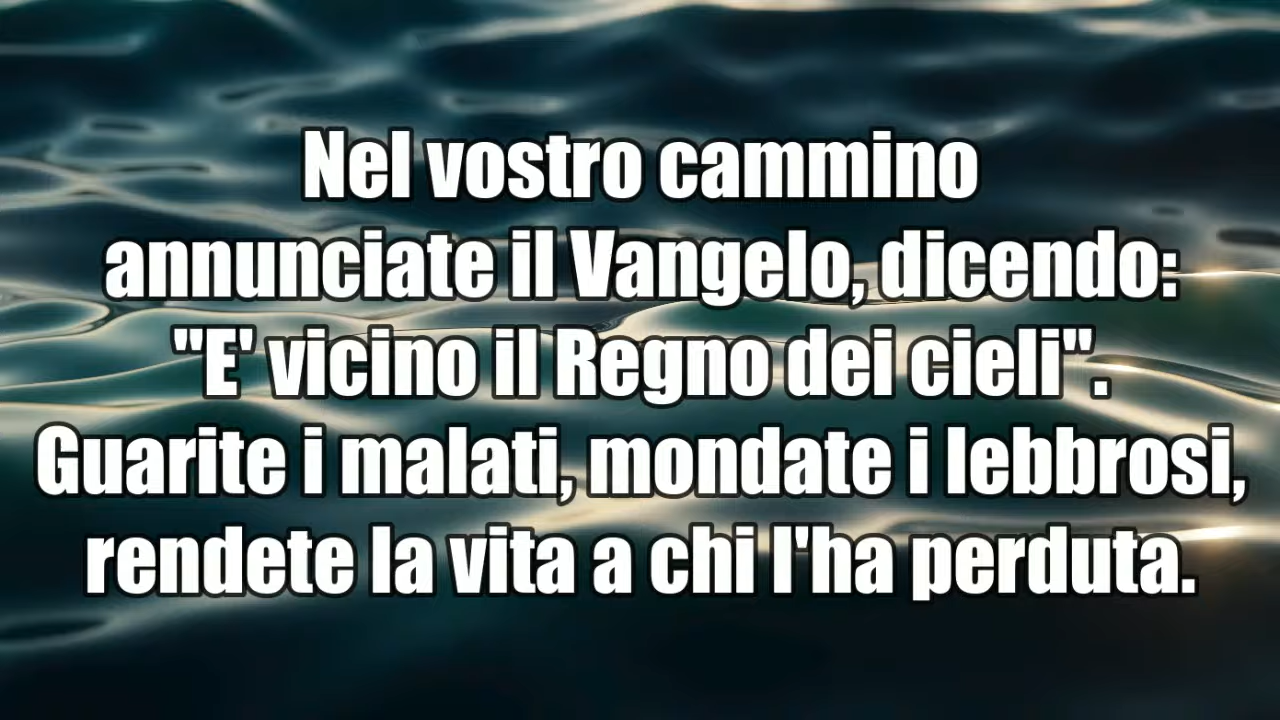 Nel vostro cammino
annunciate il Vangelo, dicendo:
"E' vicino il Regno dei cieli".
Guarite i malati, mondate i lebbrosi,
rendete la vita a chi l'ha perduta.